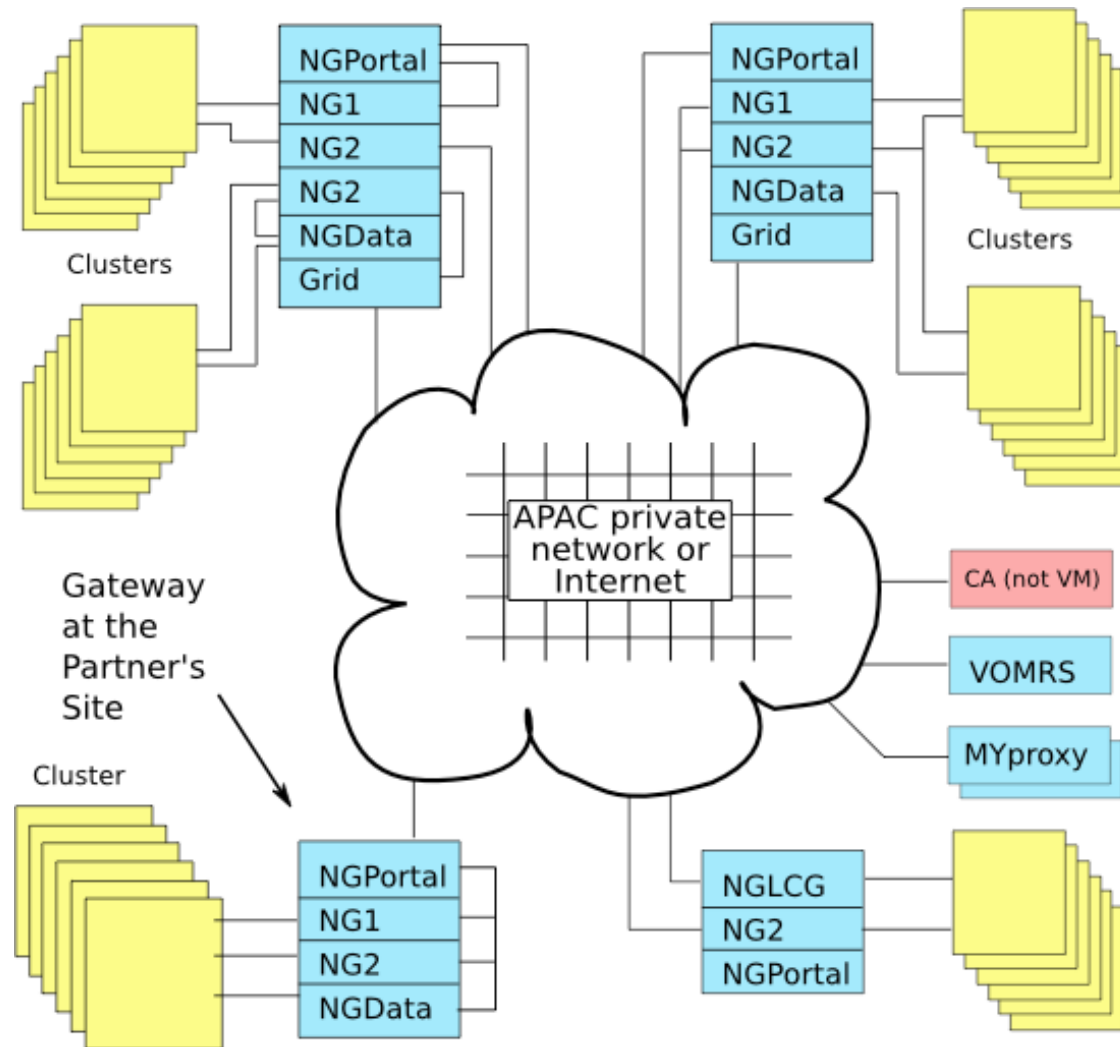 NGPortal
NG1
NG2
NG2
NGData
Grid
Clusters
NGPortal
NG1
NG2
NGData
Grid
Clusters
APAC private
network or
Internet
CA (not VM)
VOMRS
MYproxy
Gateway
at the
Partner's
Site
Cluster
NGPortal
NG1
NG2
NGData
NGLCG
NG2
NGPortal